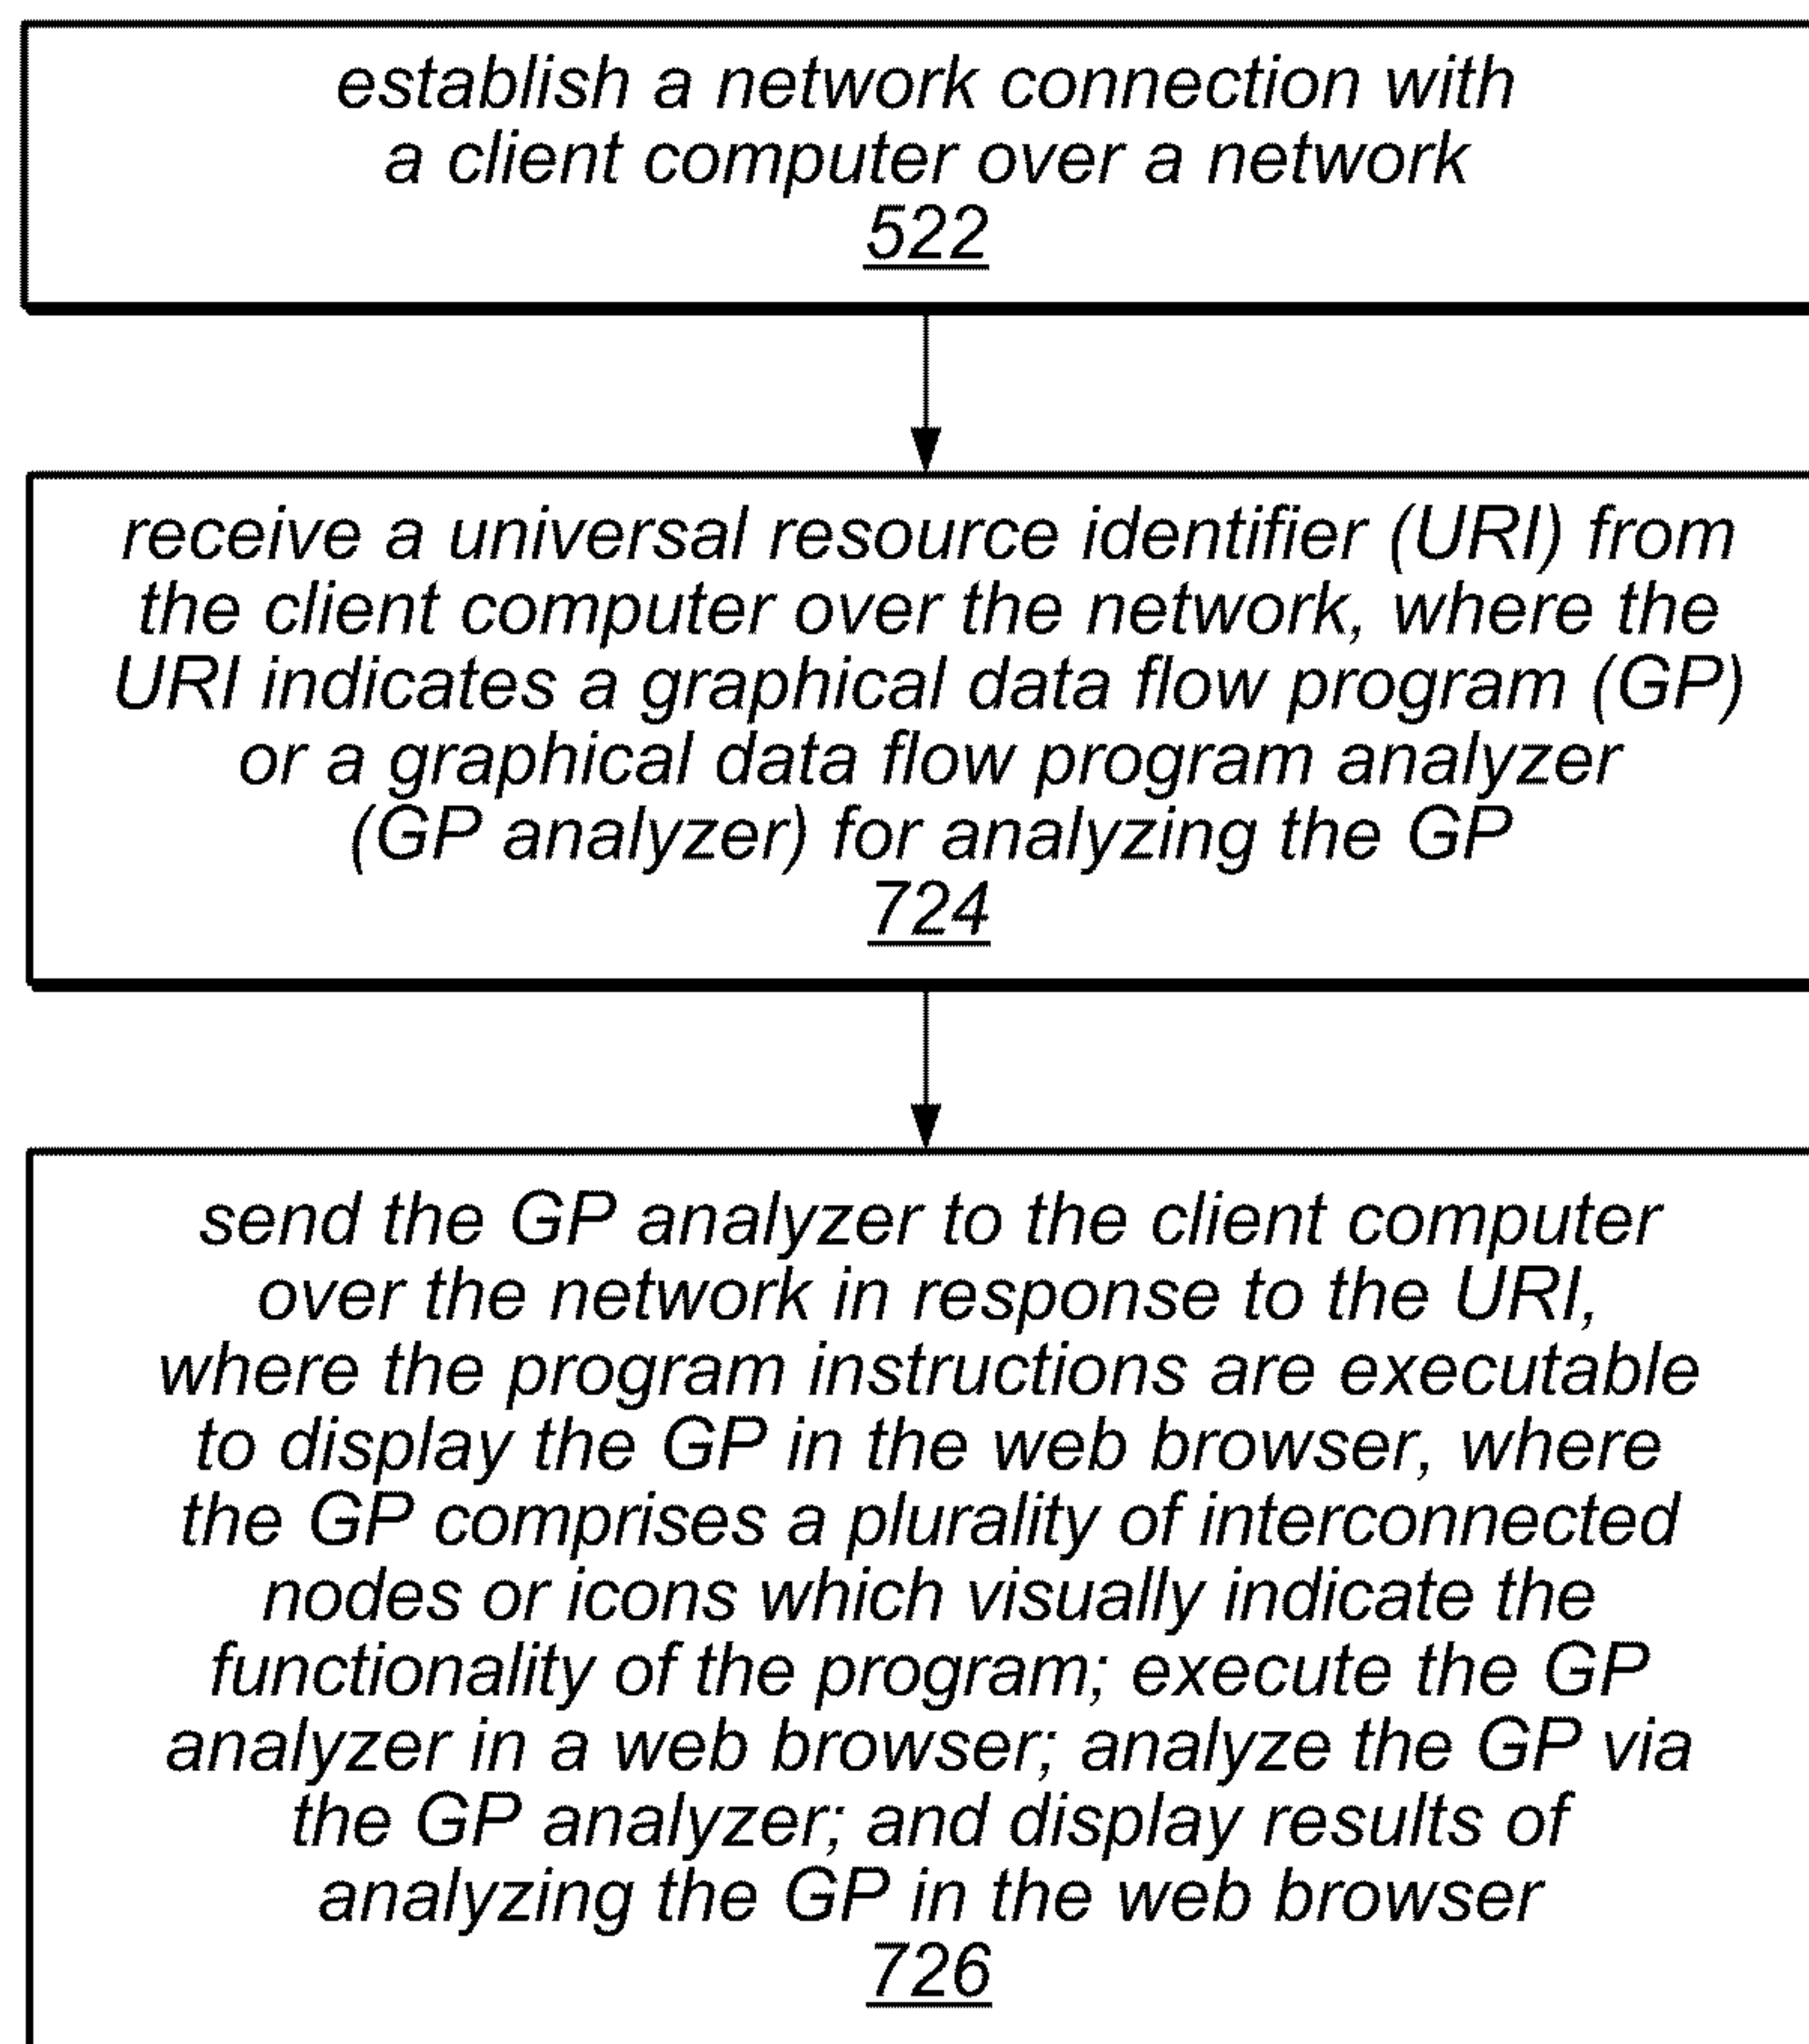 establish a network connection with
a client computer over a network
522
receive a universal resource identifier (URI) from
the client computer over the network, where the
URI indicates a graphical data flow program (GP)
or a graphical data flow program analyzer
(GP analyzer) for analyzing the GP
724
send the GP analyzer to the client computer
over the network in response to the URI,
where the program instructions are executable
to display the GP in the web browser, where
the GP comprises a plurality of interconnected
nodes or icons which visually indicate the
functionality of the program; execute the GP
analyzer in a web browser; analyze the GP via
the GP analyzer; and display results of
analyzing the GP in the web browser
726